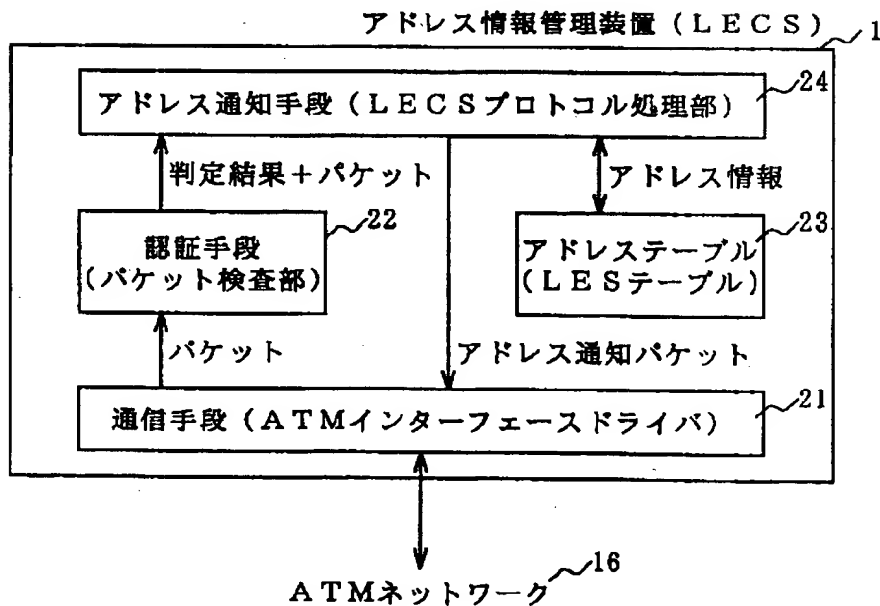 アドレス情報管理装置(LECS)
1
アドレス通知手段(LECSプロトコル処理部)
24
判定結果+パケット
アドレス情報
認証手段
(パケット検査部)
22
アドレステーブル
(LESテーブル)
23
パケット
アドレス通知パケット
通信手段(ATMインターフェースドライバ)
21
ATMネットワーク
16